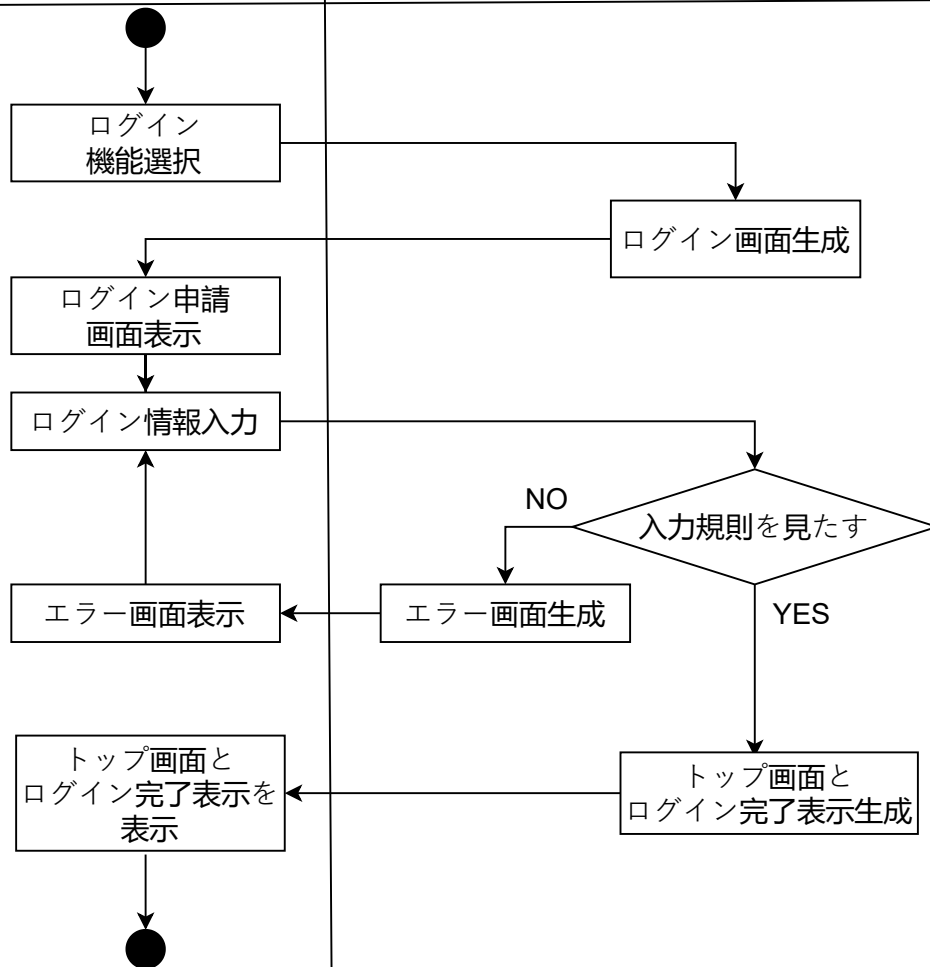 ログイン
機能選択
ログイン画面生成
ログイン申請
画面表示
ログイン情報入力
NO
入力規則を見たす
エラー画面表示
エラー画面生成
YES
トップ画面と
ログイン完了表示を
表示
トップ画面と
ログイン完了表示生成